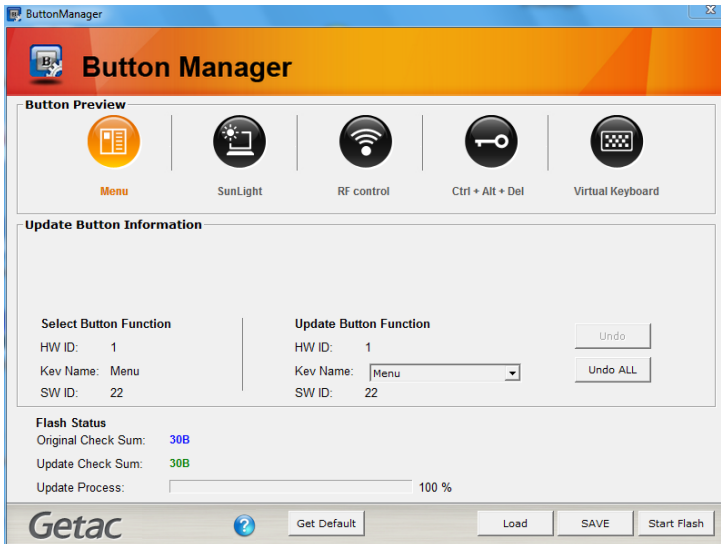 ButtonManager
x
B
Button Manager
Button Preview
Menu
SunLight
RF control
Ctrl + Alt + Del
Virtual Keyboard
Update Button Information
Select Button Function
HW ID: 1
Kev Name: Menu
SW ID: 22
Update Button Function
HW ID: 1
Kev Name: Menu
SW ID: 22
Undo
Undo ALL
Flash Status
Original Check Sum: 30B
Update Check Sum: 30B
Update Process: 100 %
Getac
?
Get Default
Load
SAVE
Start Flash